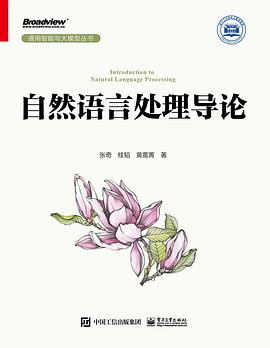 Broadview®
通用智能与大模型丛书
Introduction to
Natural Language Processing
自然语言处理导论
张奇 桂韬 黄萱菁 著
中国工信出版集团
电子工业出版社